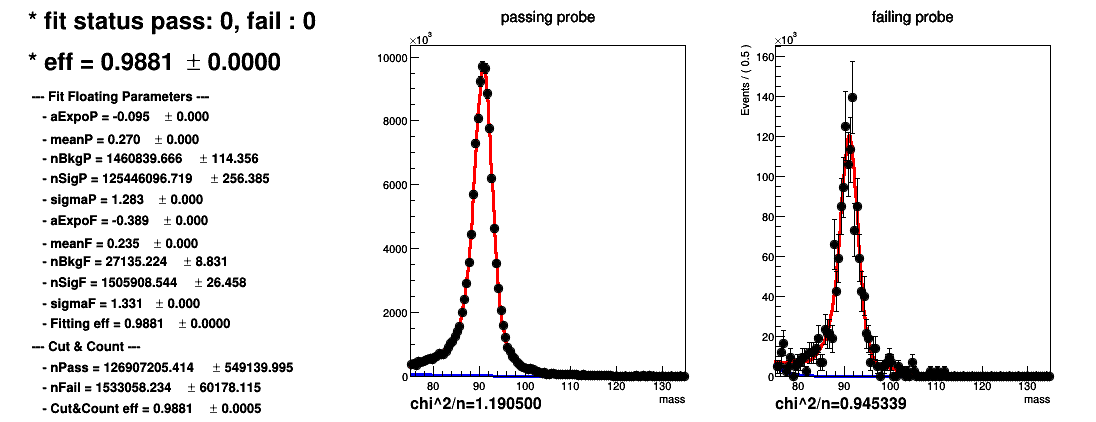 * fit status pass: 0, fail : 0
* eff = 0.9881 ± 0.0000
--- Fit Floating Parameters ---
- aExpoP = -0.095 ± 0.000
- meanP = 0.270 ± 0.000
- nBkgP = 1460839.666 ± 114.356
- nSigP = 125446096.719 ± 256.385
- sigmaP = 1.283 ± 0.000
- aExpoF = -0.389 ± 0.000
- meanF = 0.235 ± 0.000
- nBkgF = 27135.224 ± 8.831
- nSigF = 1505908.544 ± 26.458
- sigmaF = 1.331 ± 0.000
- Fitting eff = 0.9881 ± 0.0000
--- Cut & Count ---
- nPass = 126907205.414 ± 549139.995
- nFail = 1533058.234 ± 60178.115
- Cut&Count eff = 0.9881 ± 0.0005
passing probe
×10³
10000
8000
6000
4000
2000
0
80 90 100 110 120 130
mass
chi^2/n=1.190500
failing probe
×10³
Events / ( 0.5 )
160
140
120
100
80
60
40
20
0
80 90 100 110 120 130
mass
chi^2/n=0.945339